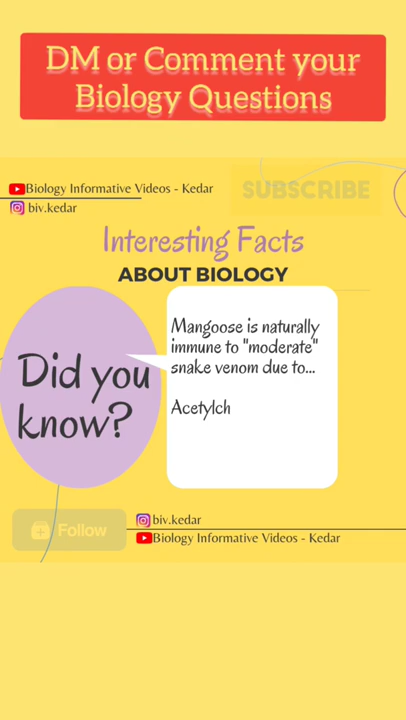 DM or Comment your
Biology Questions
Biology Informative Videos - Kedar
SUBSCRIBE
biv.kedar
Interesting Facts
ABOUT BIOLOGY
Did you
know?
Mangoose is naturally
immune to "moderate"
snake venom due to...
Acetylch
Follow
biv.kedar
Biology Informative Videos - Kedar